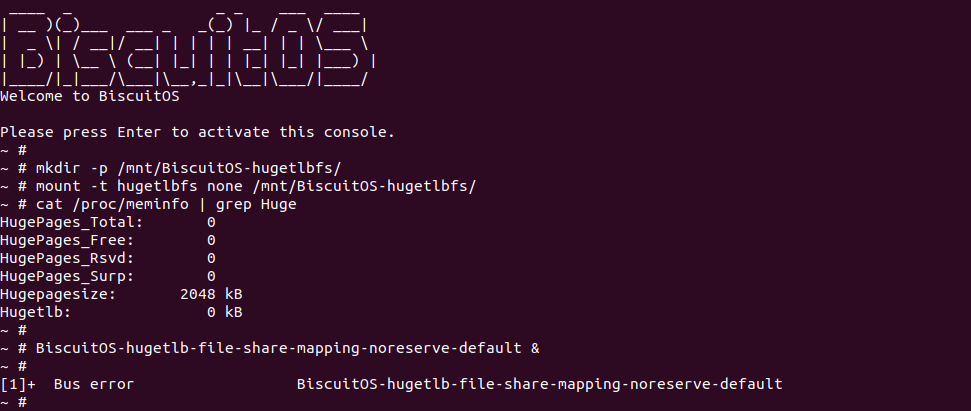 ____  _                _ _    ___  ____
| __ )(_)___  ___ _   _(_) |_ / _ \/ ___|
|  _ \| / __|/ __| | | | | __| | | \___ \
| |_) | \__ \ (__| |_| | | |_| |_| |___) |
|____/|_|___/\___|\__,_|_|\__|\___/|____/
Welcome to BiscuitOS

Please press Enter to activate this console.
~ #
~ # mkdir -p /mnt/BiscuitOS-hugetlbfs/
~ # mount -t hugetlbfs none /mnt/BiscuitOS-hugetlbfs/
~ # cat /proc/meminfo | grep Huge
HugePages_Total:       0
HugePages_Free:        0
HugePages_Rsvd:        0
HugePages_Surp:        0
Hugepagesize:       2048 kB
Hugetlb:               0 kB
~ #
~ # BiscuitOS-hugetlb-file-share-mapping-noreserve-default &
~ #
[1]+  Bus error                  BiscuitOS-hugetlb-file-share-mapping-noreserve-default
~ #